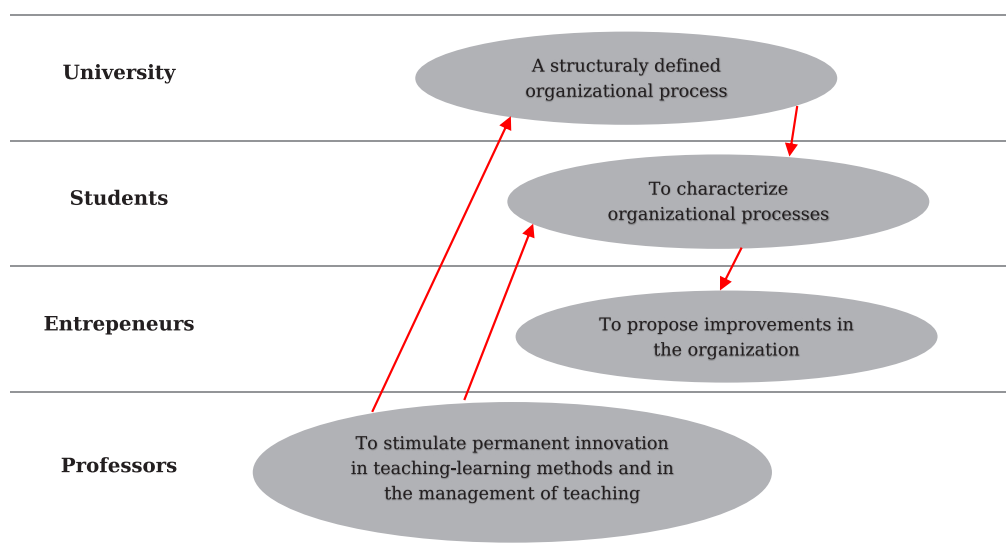 University
A structuraly defined
organizational process
Students
To characterize
organizational processes
Entrepeneurs
To propose improvements in
the organization
Professors
To stimulate permanent innovation
in teaching-learning methods and in
the management of teaching